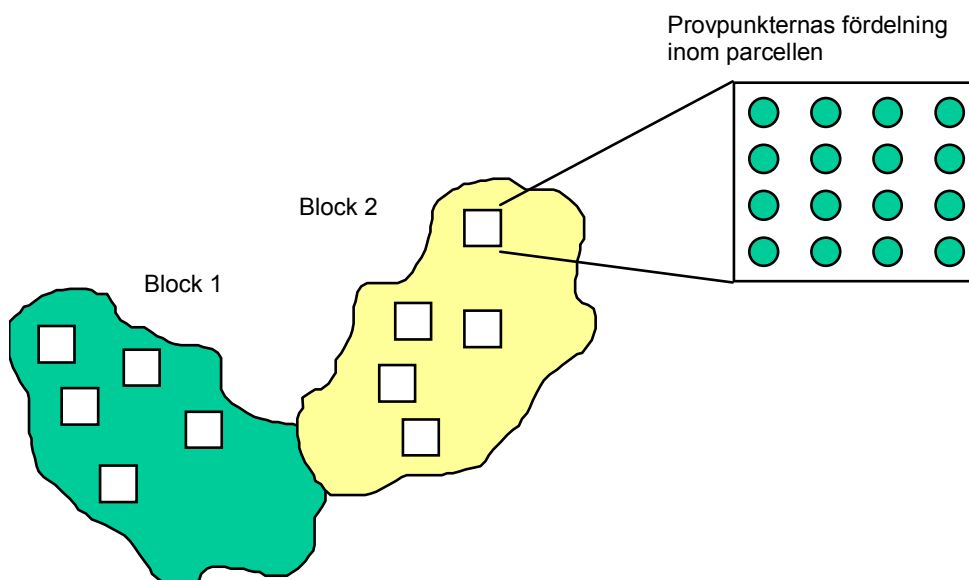 Provpunkternas fördelning
inom parcellen
Block 2
Block 1